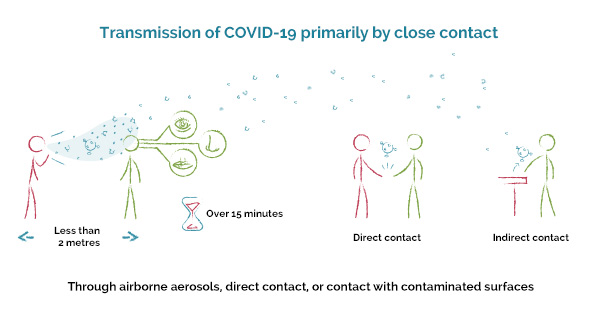 Transmission of COVID-19 primarily by close contact
Less than
2 metres
Over 15 minutes
Direct contact
Indirect contact
Through airborne aerosols, direct contact, or contact with contaminated surfaces